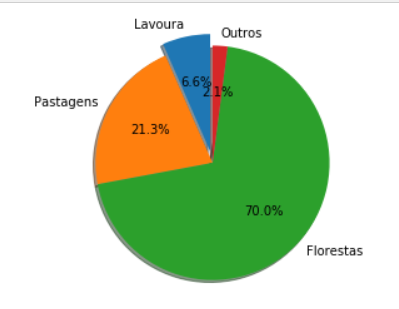 Lavoura
Outros
6.6%
2.1%
Pastagens
21.3%
70.0%
Florestas